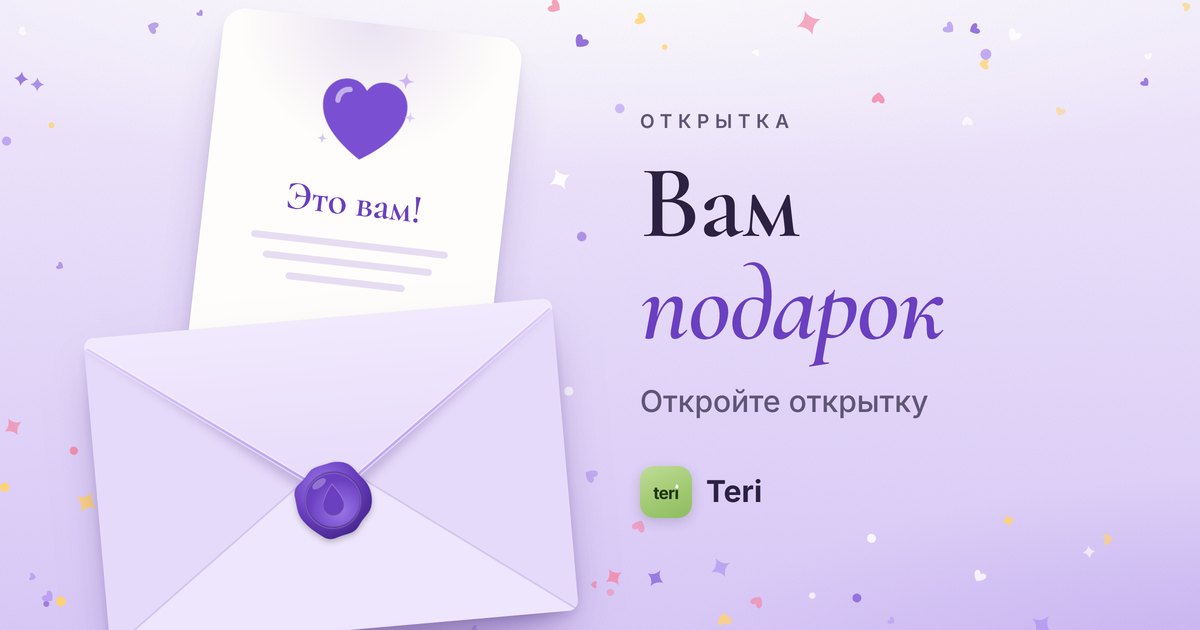 Это вам!
ОТКРЫТКА
Вам
подарок
Откройте открытку
teri
Teri